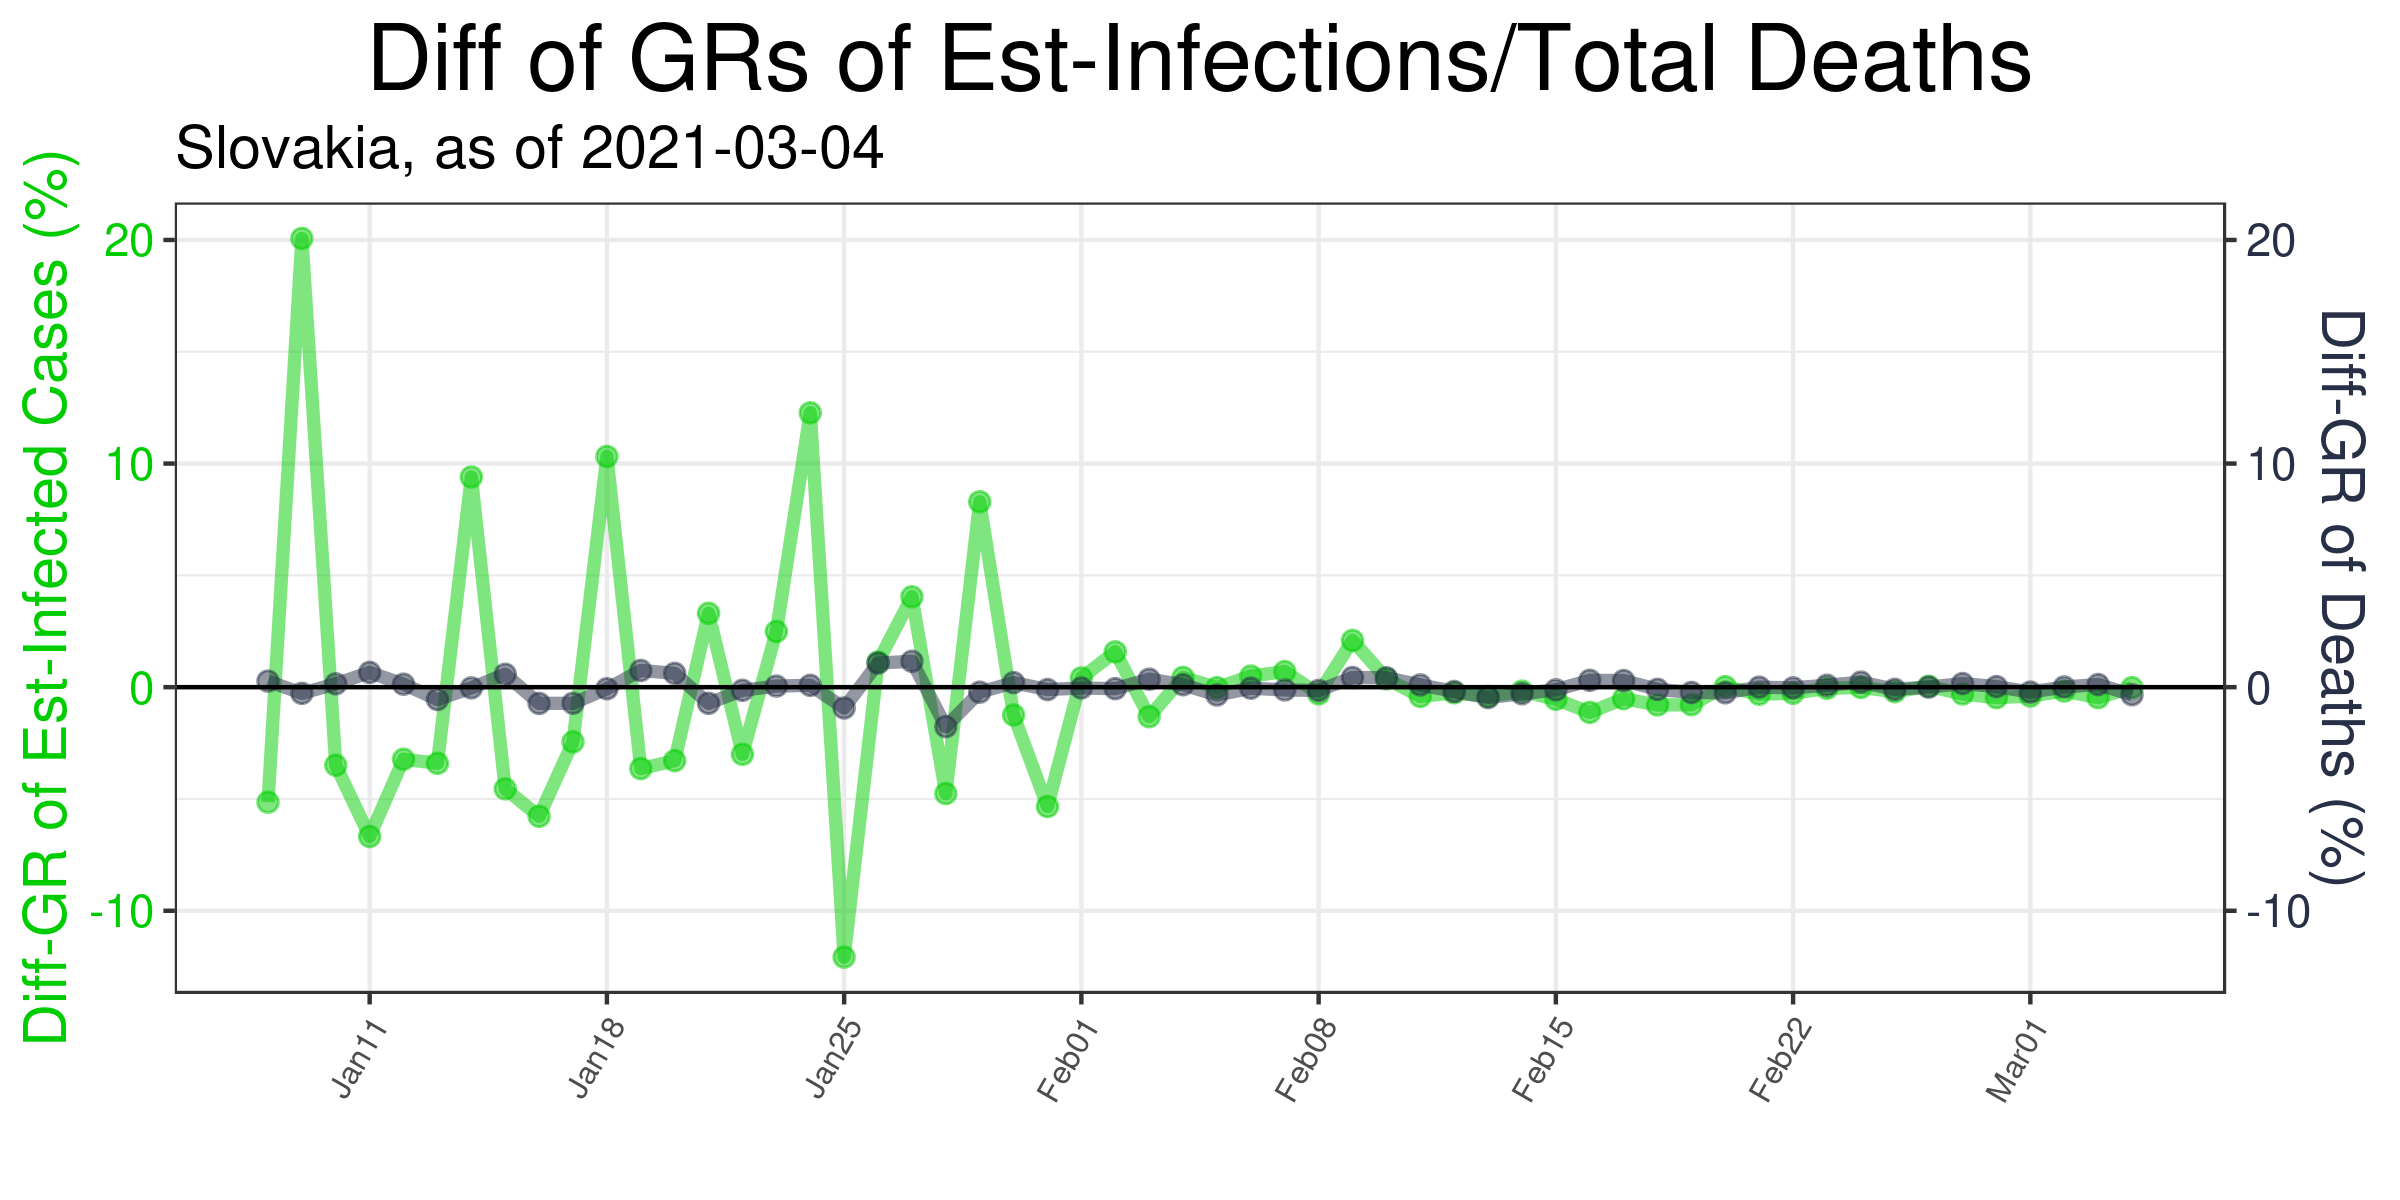 Diff of GRs of Est-Infections/Total Deaths
Slovakia, as of 2021-03-04
Diff-GR of Est-Infected Cases (%)
20
10
0
-10
20
10
0
-10
Diff-GR of Deaths (%)
Jan11
Jan18
Jan25
Feb01
Feb08
Feb15
Feb22
Mar01